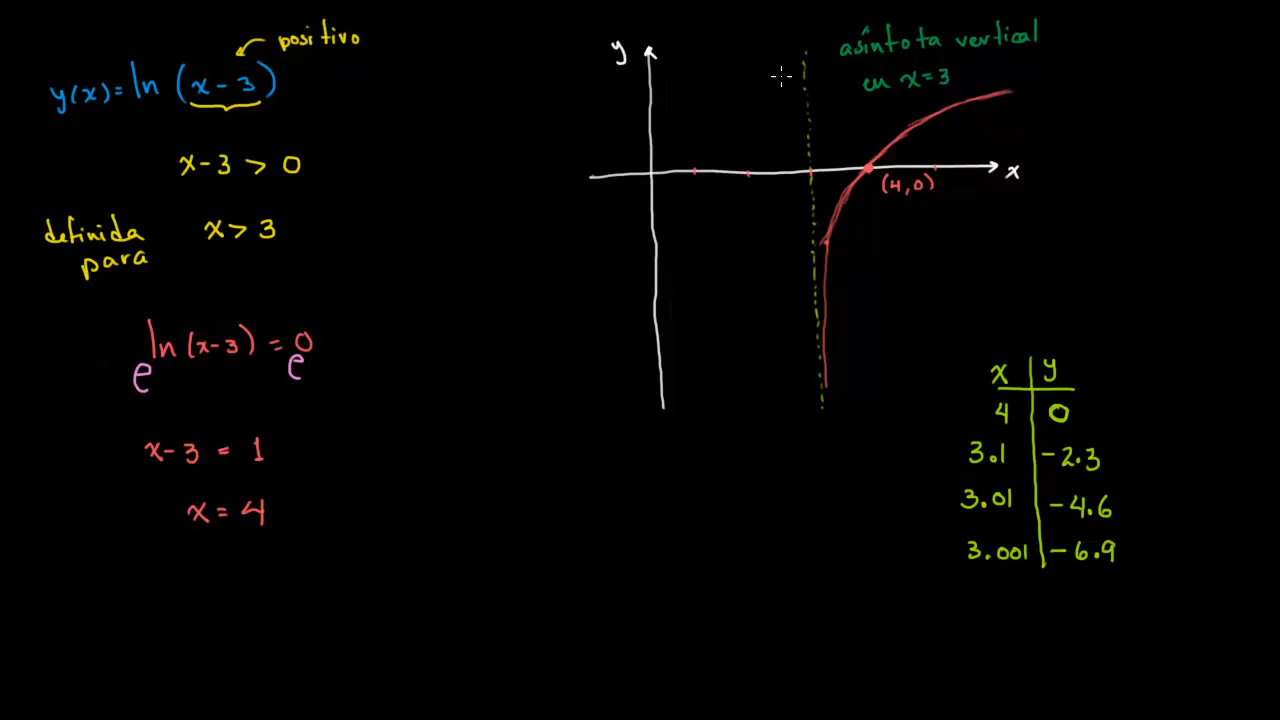 positivo
y(x) = ln (x - 3)
x - 3 > 0
definida
para
x > 3
ln (x-3) = 0
e e
x - 3 = 1
x = 4
y
asíntota vertical
en x = 3
x
(4,0)
x y
4 0
3.1 -2.3
3.01 -4.6
3.001 -6.9